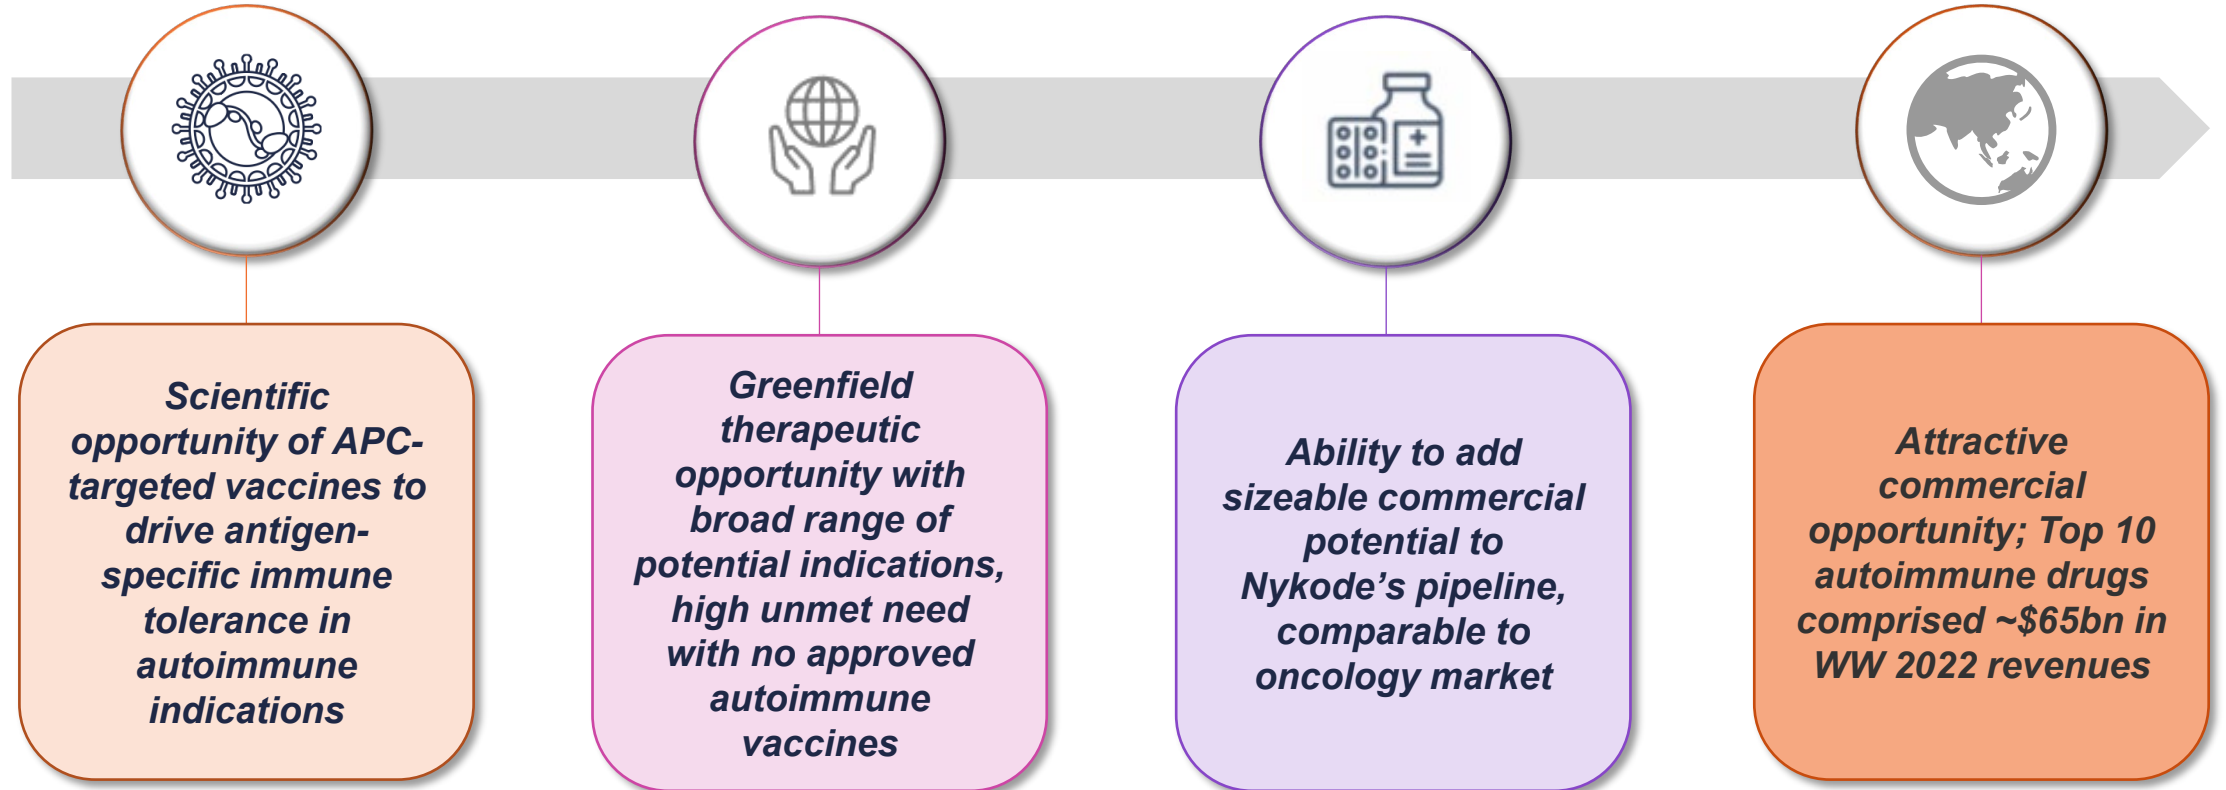 Scientific
opportunity of APC-
targeted vaccines to
drive antigen-
specific immune
tolerance in
autoimmune
indications
Greenfield
therapeutic
opportunity with
broad range of
potential indications,
high unmet need
with no approved
autoimmune
vaccines
Ability to add
sizeable commercial
potential to
Nykode’s pipeline,
comparable to
oncology market
Attractive
commercial
opportunity; Top 10
autoimmune drugs
comprised ~$65bn in
WW 2022 revenues